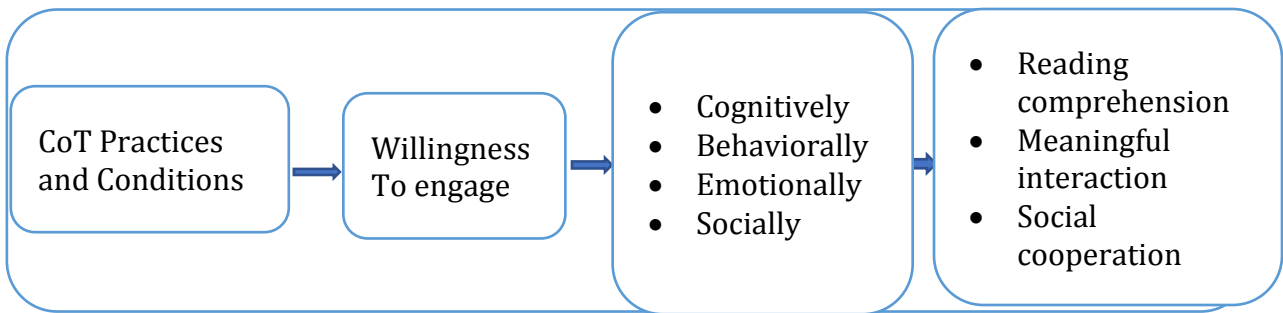 CoT Practices
and Conditions
Willingness
To engage
• Cognitively
• Behaviorally
• Emotionally
• Socially
• Reading
comprehension
• Meaningful
interaction
• Social
cooperation